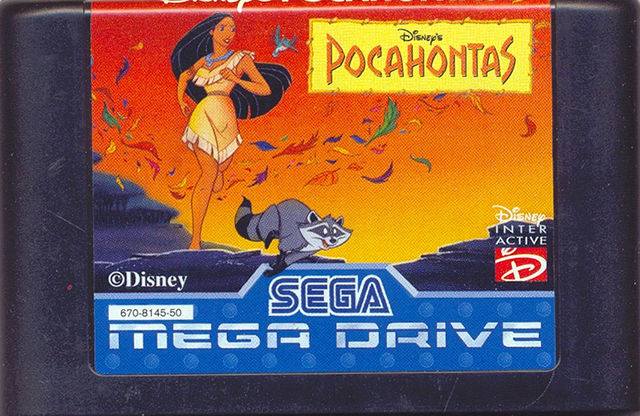 Disney's
POCAHONTAS
Disney
INTER
ACTIVE
©Disney
SEGA
670-8145-50
MEGA DRIVE